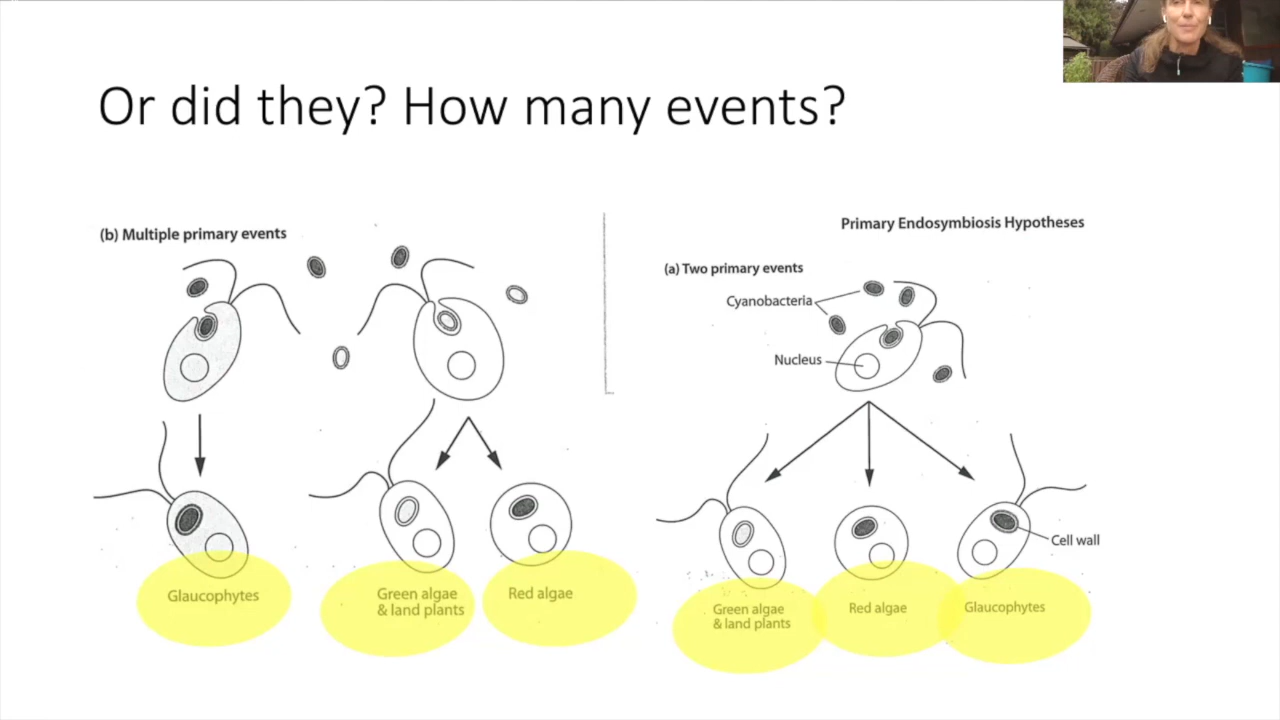 Or did they? How many events?
(b) Multiple primary events
Glaucophytes
Green algae
& land plants
Red algae
Primary Endosymbiosis Hypotheses
(a) Two primary events
Cyanobacteria
Nucleus
Cell wall
Green algae
& land plants
Red algae
Glaucophytes